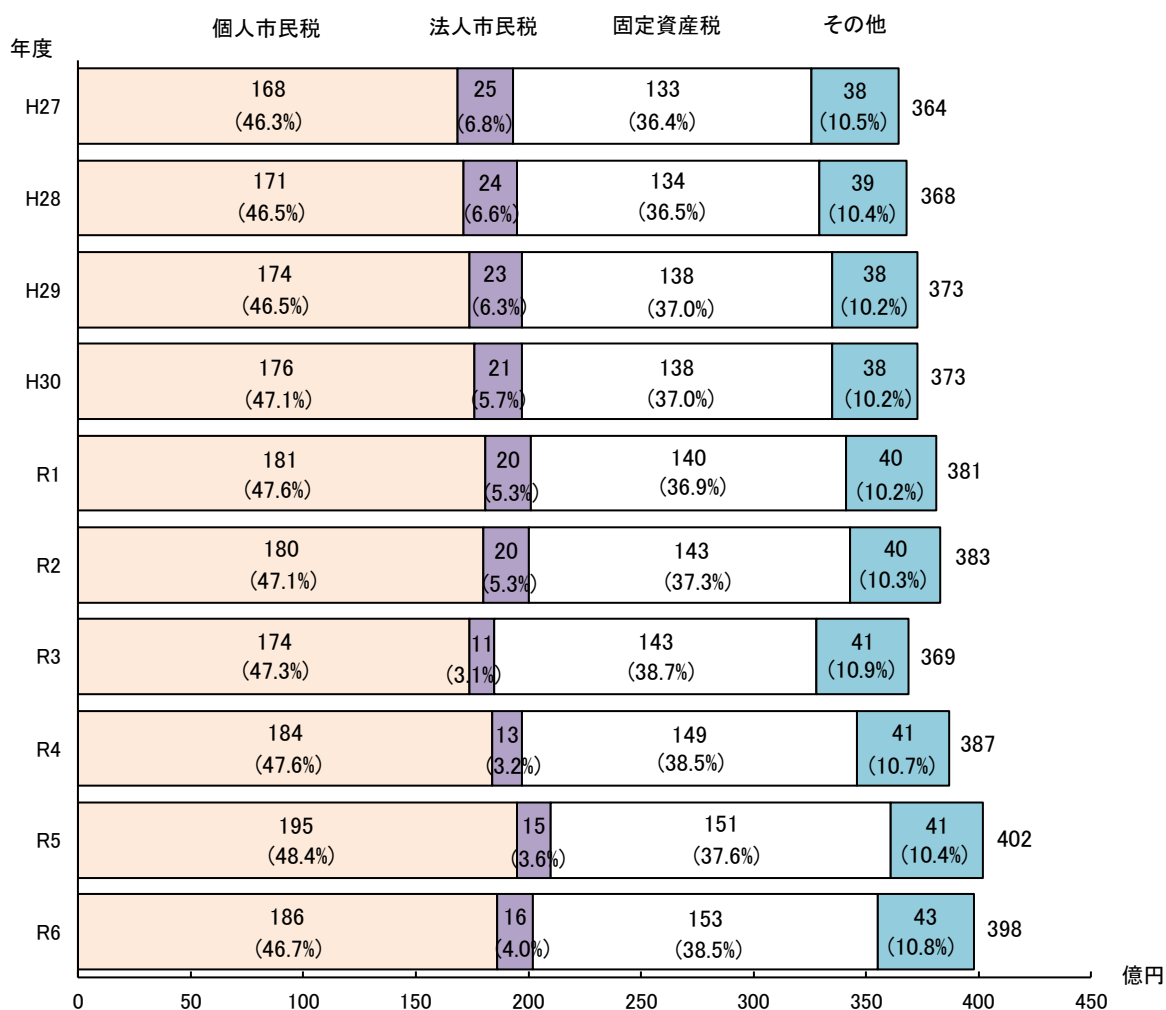 個人市民税 法人市民税 固定資産税 その他
年度
H27 168 25 133 38 364
(46.3%) (6.8%) (36.4%) (10.5%)
H28 171 24 134 39 368
(46.5%) (6.6%) (36.5%) (10.4%)
H29 174 23 138 38 373
(46.5%) (6.3%) (37.0%) (10.2%)
H30 176 21 138 38 373
(47.1%) (5.7%) (37.0%) (10.2%)
R1 181 20 140 40 381
(47.6%) (5.3%) (36.9%) (10.2%)
R2 180 20 143 40 383
(47.1%) (5.3%) (37.3%) (10.3%)
R3 174 11 143 41 369
(47.3%) (3.1%) (38.7%) (10.9%)
R4 184 13 149 41 387
(47.6%) (3.2%) (38.5%) (10.7%)
R5 195 15 151 41 402
(48.4%) (3.6%) (37.6%) (10.4%)
R6 186 16 153 43 398
(46.7%) (4.0%) (38.5%) (10.8%)
億円
0 50 100 150 200 250 300 350 400 450